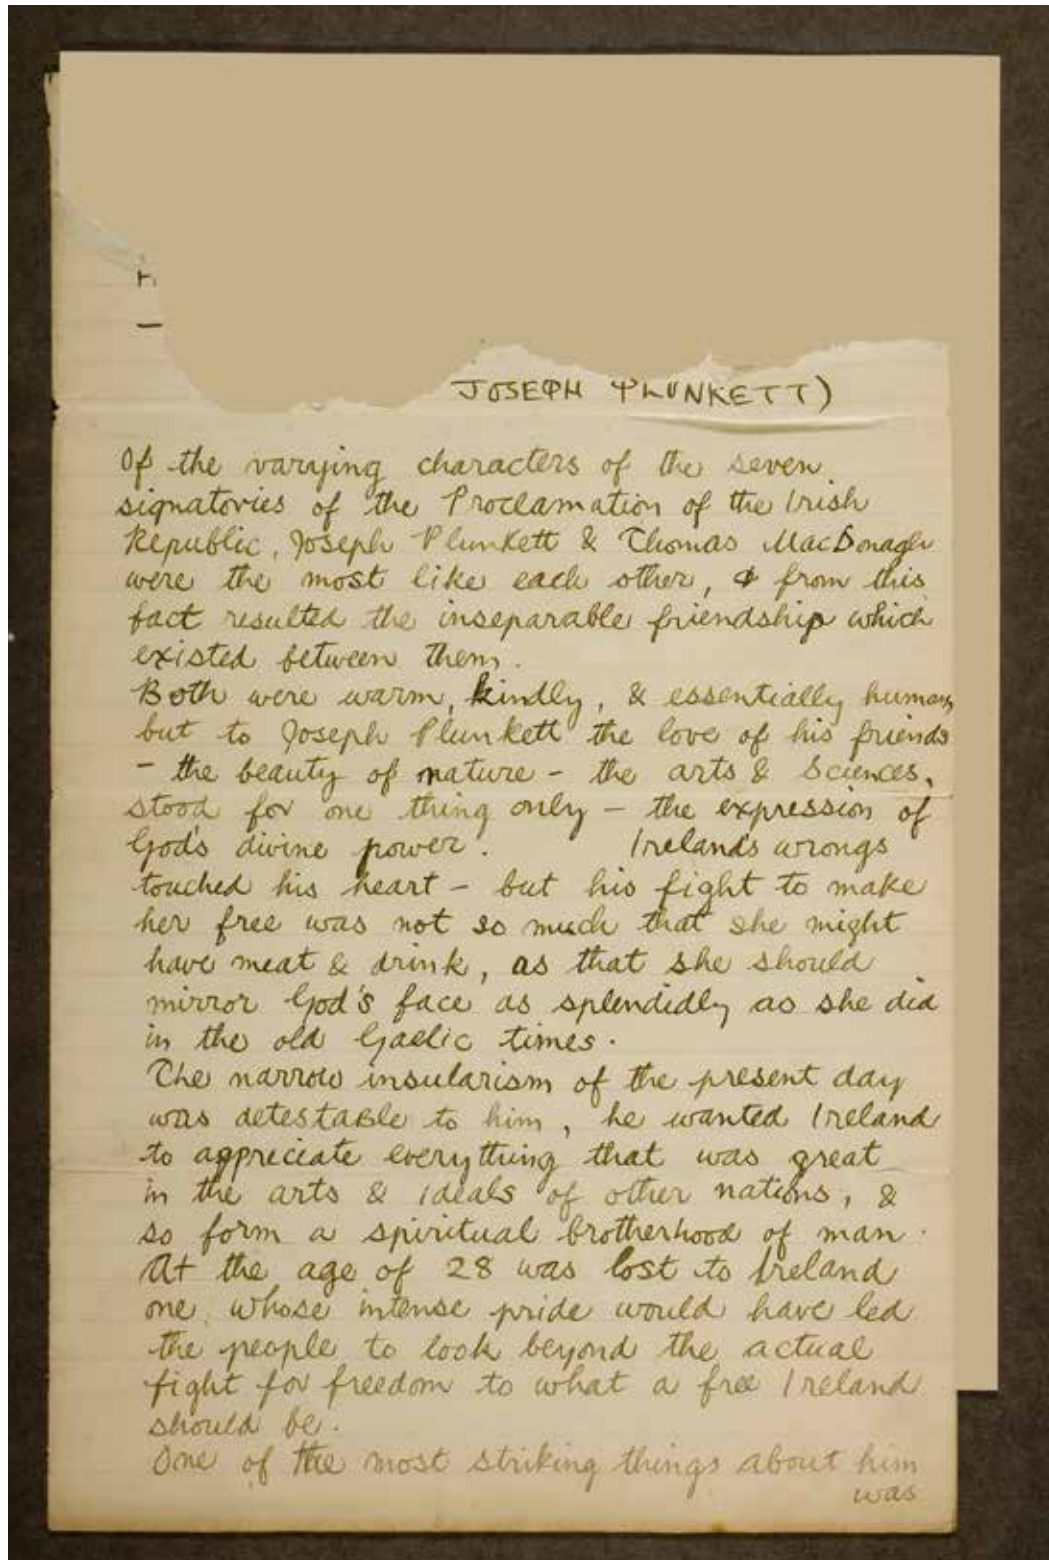 JOSEPH PLUNKETT)
Of the varying characters of the seven
signatories of the Proclamation of the Irish
Republic, Joseph Plunkett & Thomas MacDonagh
were the most like each other, & from this
fact resulted the inseparable friendship which
existed between them.
Both were warm, kindly, & essentially human,
but to Joseph Plunkett the love of his friends
- the beauty of nature - the arts & sciences,
stood for one thing only - the expression of
God's divine power. Ireland's wrongs
touched his heart - but his fight to make
her free was not so much that she might
have meat & drink, as that she should
mirror God's face as splendidly as she did
in the old Gaelic times.
The narrow insularism of the present day
was detestable to him, he wanted Ireland
to appreciate everything that was great
in the arts & ideals of other nations, &
so form a spiritual brotherhood of man.
At the age of 28 was lost to Ireland
one, whose intense pride would have led
the people to look beyond the actual
fight for freedom to what a free Ireland
should be.
One of the most striking things about him
was